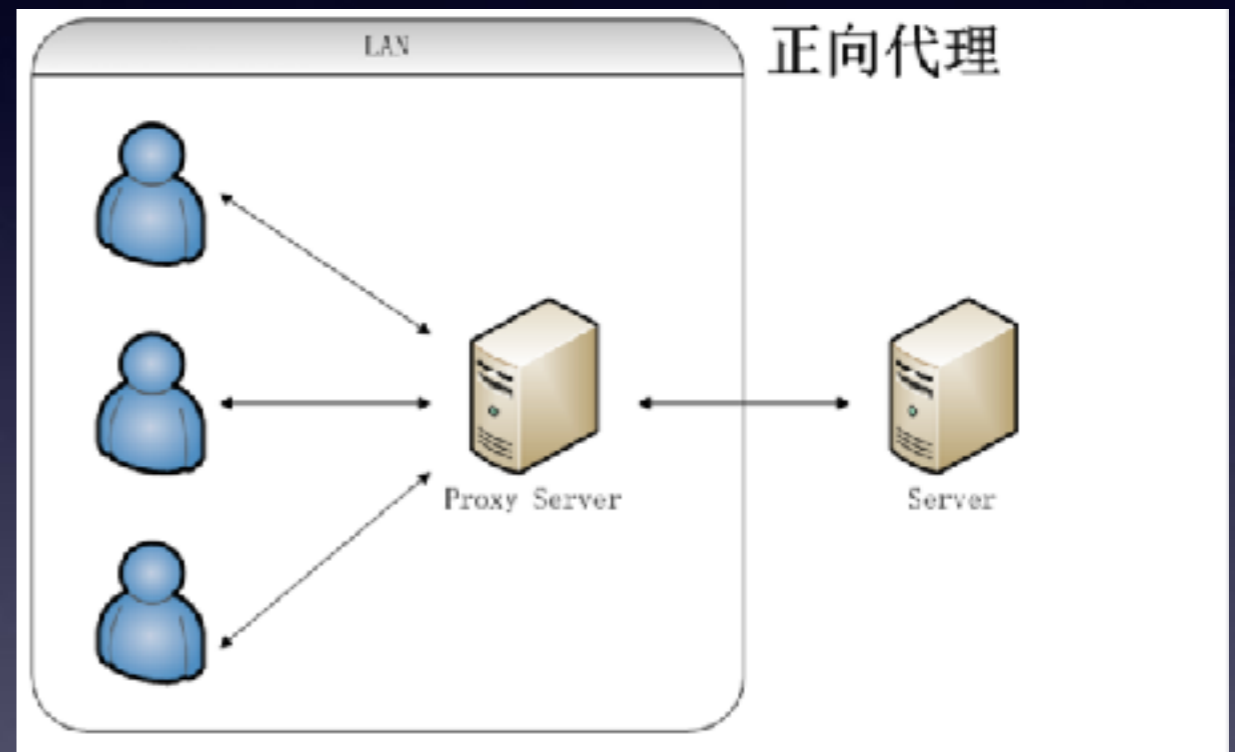 LAN
正向代理
Proxy Server
Server